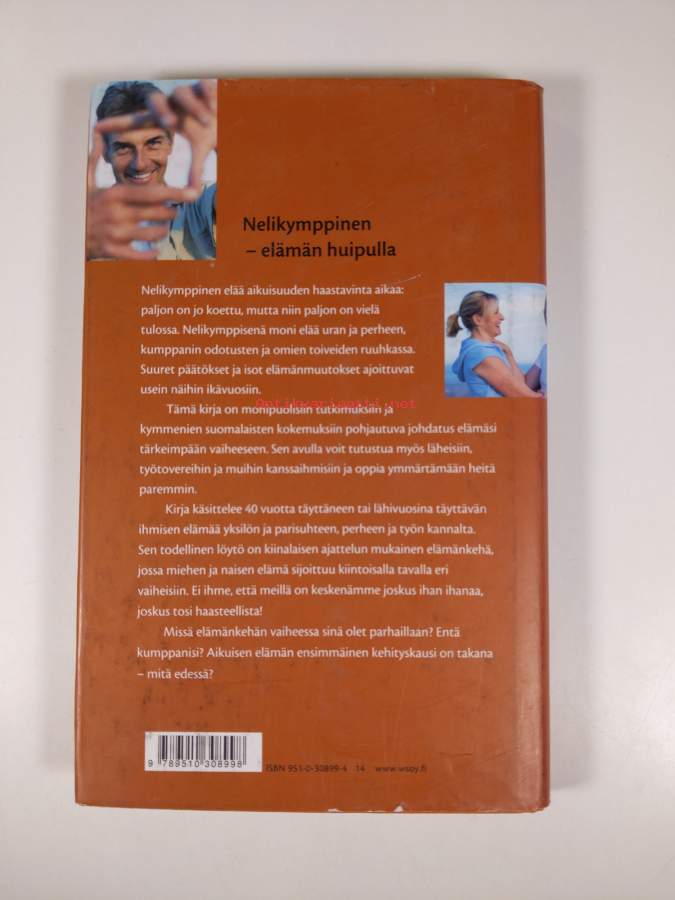 Nelikymppinen
– elämän huipulla
Nelikymppinen elää aikuisuuden haastavinta aikaa:
paljon on jo koettu, mutta niin paljon on vielä
tulossa. Nelikymppisenä moni elää uran ja perheen,
kumppanin odotusten ja omien toiveiden ruuhkassa.
Suuret päätökset ja isot elämänmuutokset ajoittuvat
usein näihin ikävuosiin.
Antikvariaatti.net
Tämä kirja on monipuolisiin tutkimuksiin ja
kymmenien suomalaisten kokemuksiin pohjautuva johdatus elämäsi
tärkeimpään vaiheeseen. Sen avulla voit tutustua myös läheisiin,
työtovereihin ja muihin kanssaihmisiin ja oppia ymmärtämään heitä
paremmin.
Kirja käsittelee 40 vuotta täyttäneen tai lähivuosina täyttävän
ihmisen elämää yksilön ja parisuhteen, perheen ja työn kannalta.
Sen todellinen löytö on kiinalaisen ajattelun mukainen elämänkehä,
jossa miehen ja naisen elämä sijoittuu kiintoisalla tavalla eri
vaiheisiin. Ei ihme, että meillä on keskenämme joskus ihan ihanaa,
joskus tosi haasteellista!
Missä elämänkehän vaiheessa sinä olet parhaillaan? Entä
kumppanisi? Aikuisen elämän ensimmäinen kehityskausi on takana
– mitä edessä?
9 789510 308998
ISBN 951-0-30899-4 14 www.wsoy.fi